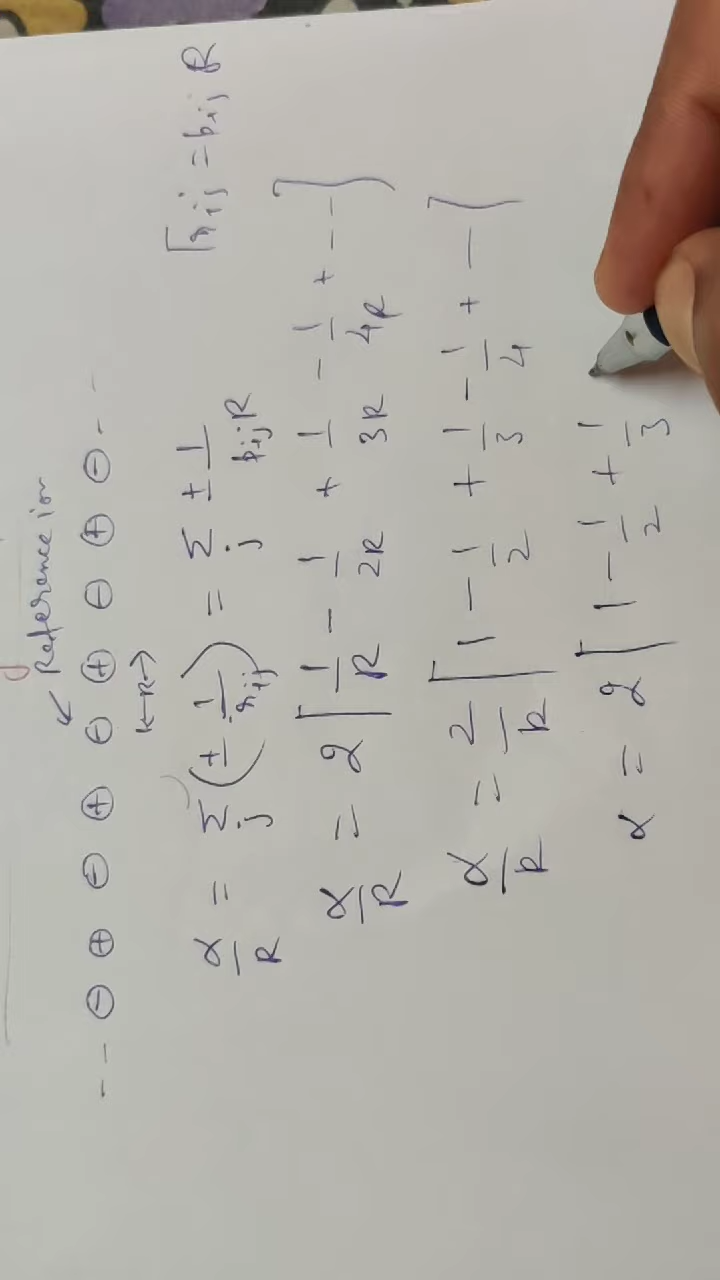 ↙ Reference ion
-- ⊖ ⊕ ⊖ ⊕ ⊖ ⊕ ⊖ ⊕ ⊖ --
|←R→|
α/R = Σ_j (± 1/r_ij) = Σ_j ± 1/(p_ij R) [r_ij = p_ij R
α/R = 2 [1/R - 1/2R + 1/3R - 1/4R + ---]
α/R = 2/R [1 - 1/2 + 1/3 - 1/4 + --]
α = 2 [1 - 1/2 + 1/3